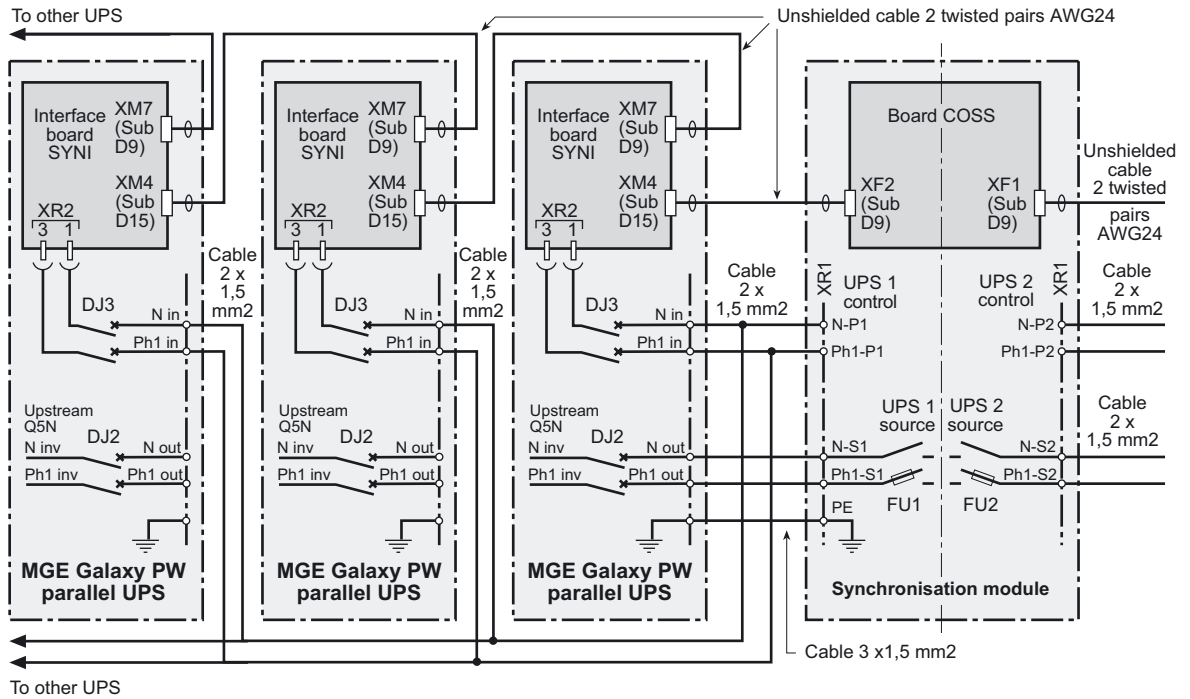 To other UPS
Unshielded cable 2 twisted pairs AWG24
Interface
board
SYNI
XM7
(Sub
D9)
XM4
(Sub
D15)
XR2
3 1
Cable
2 x
1,5
mm2
DJ3
N in
Ph1 in
Upstream
Q5N
DJ2
N inv
N out
Ph1 inv
Ph1 out
MGE Galaxy PW
parallel UPS
Interface
board
SYNI
XM7
(Sub
D9)
XM4
(Sub
D15)
XR2
3 1
Cable
2 x
1,5
mm2
DJ3
N in
Ph1 in
Upstream
Q5N
DJ2
N inv
N out
Ph1 inv
Ph1 out
MGE Galaxy PW
parallel UPS
Interface
board
SYNI
XM7
(Sub
D9)
XM4
(Sub
D15)
XR2
3 1
Cable
2 x
1,5 mm2
DJ3
N in
Ph1 in
Upstream
Q5N
DJ2
N inv
N out
Ph1 inv
Ph1 out
MGE Galaxy PW
parallel UPS
Board COSS
XF2
(Sub
D9)
XF1
(Sub
D9)
Unshielded
cable
2 twisted
pairs
AWG24
XR1
UPS 1
control
UPS 2
control
XR1
Cable
2 x
1,5 mm2
N-P1
N-P2
Ph1-P1
Ph1-P2
UPS 1
source
UPS 2
source
Cable
2 x
1,5 mm2
N-S1
N-S2
Ph1-S1
Ph1-S2
PE
FU1
FU2
Synchronisation module
Cable 3 x1,5 mm2
To other UPS